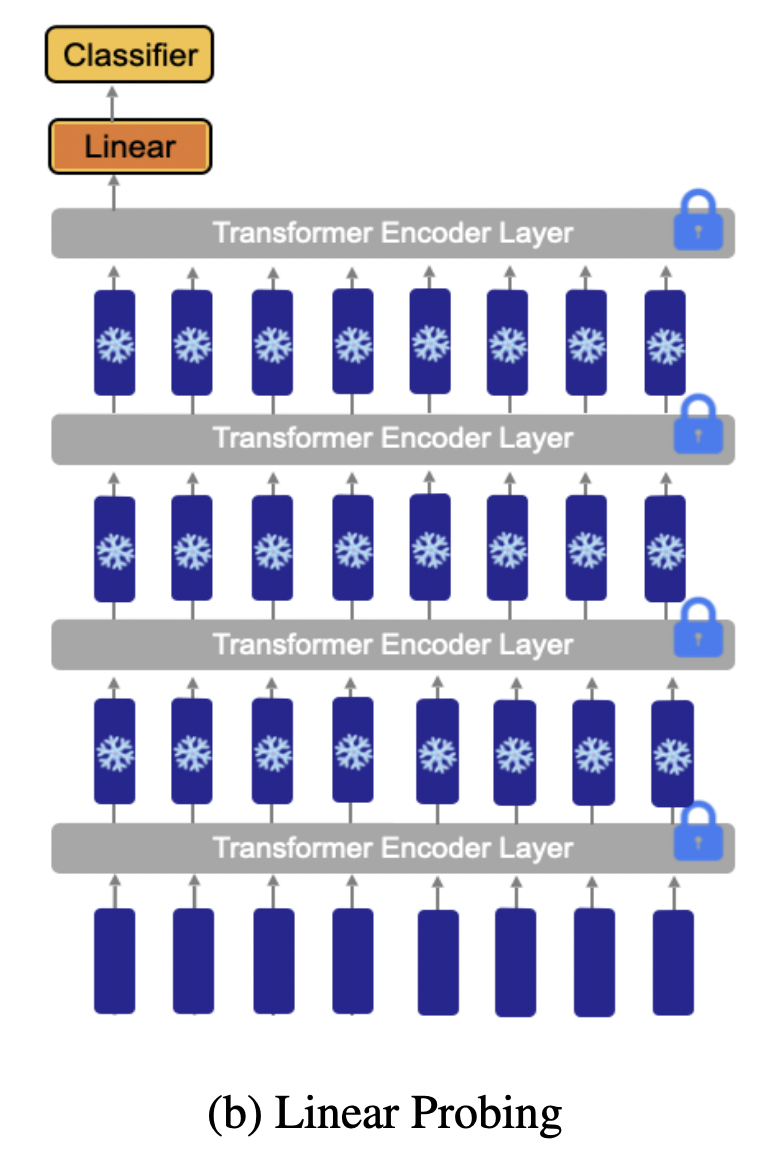 Classifier
Linear
Transformer Encoder Layer
Transformer Encoder Layer
Transformer Encoder Layer
Transformer Encoder Layer
(b) Linear Probing